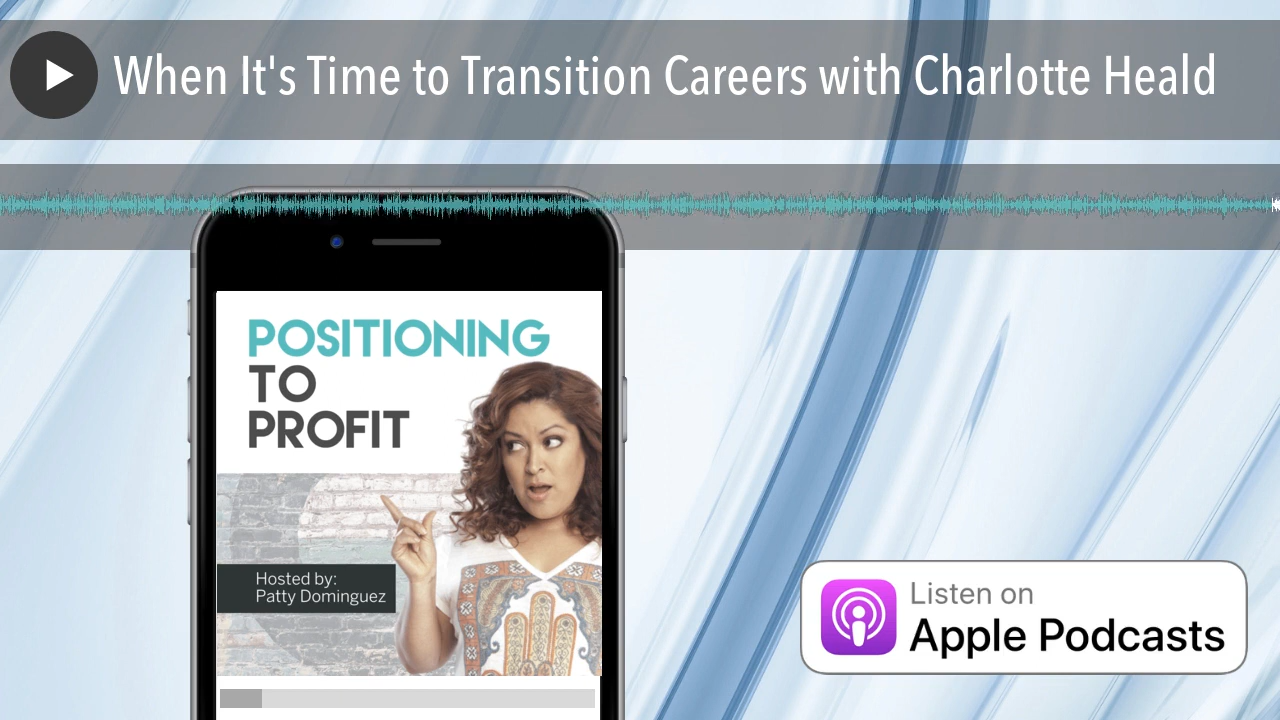 When It's Time to Transition Careers with Charlotte Heald
POSITIONING
TO
PROFIT
Hosted by:
Patty Dominguez
Listen on
Apple Podcasts